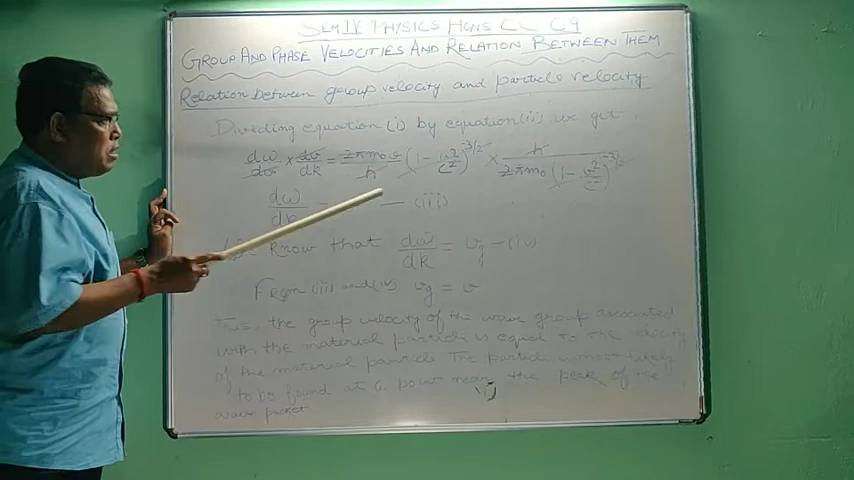 SEM IV PHYSICS HONS CC C9
GROUP AND PHASE VELOCITIES AND RELATION BETWEEN THEM
Relation between group velocity and particle velocity
Dividing equation (i) by equation (ii) we get,
dω/dv × dv/dk = 2πm₀v/h (1 - v²/c²)^-3/2 × h/2πm₀(1 - v²/c²)^-3/2
dω/dk = — (iii)
Know that dω/dk = vg — (iv)
From (iii) and (iv) vg = v
Thus, the group velocity of the wave group associated
with the material particle is equal to the velocity
of the material particle. The particle is most likely
to be found at a point near the peak of the
wave packet